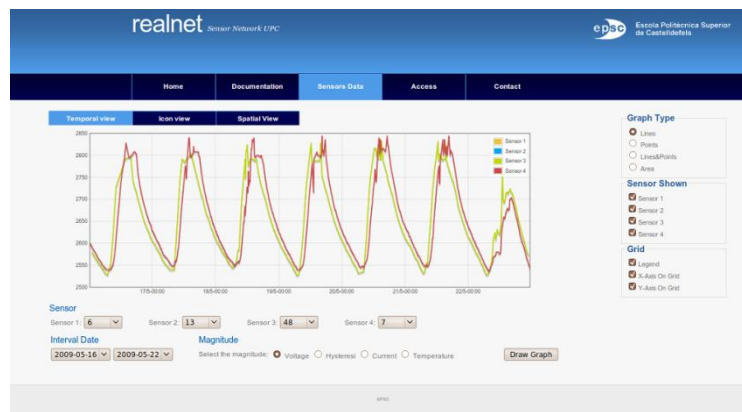 realnet Sensor Network UPC
epsc Escola Politècnica Superior
de Castelldefels
Home Documentation Sensors Data Access Contact
Temporal view Icon view Spatial View
2850
2800
2750
2700
2650
2600
2550
2500
17/5-00:00 18/5-00:00 19/5-00:00 20/5-00:00 21/5-00:00 22/5-00:00
Sensor 1
Sensor 2
Sensor 3
Sensor 4
Graph Type
Lines
Points
Lines&Points
Area
Sensor Shown
Sensor 1
Sensor 2
Sensor 3
Sensor 4
Grid
Legend
X-Axis On Grid
Y-Axis On Grid
Sensor
Sensor 1: 6 Sensor 2: 13 Sensor 3: 48 Sensor 4: 7
Interval Date Magnitude
2009-05-16 2009-05-22 Select the magnitude: Voltage Hysteresi Current Temperature Draw Graph